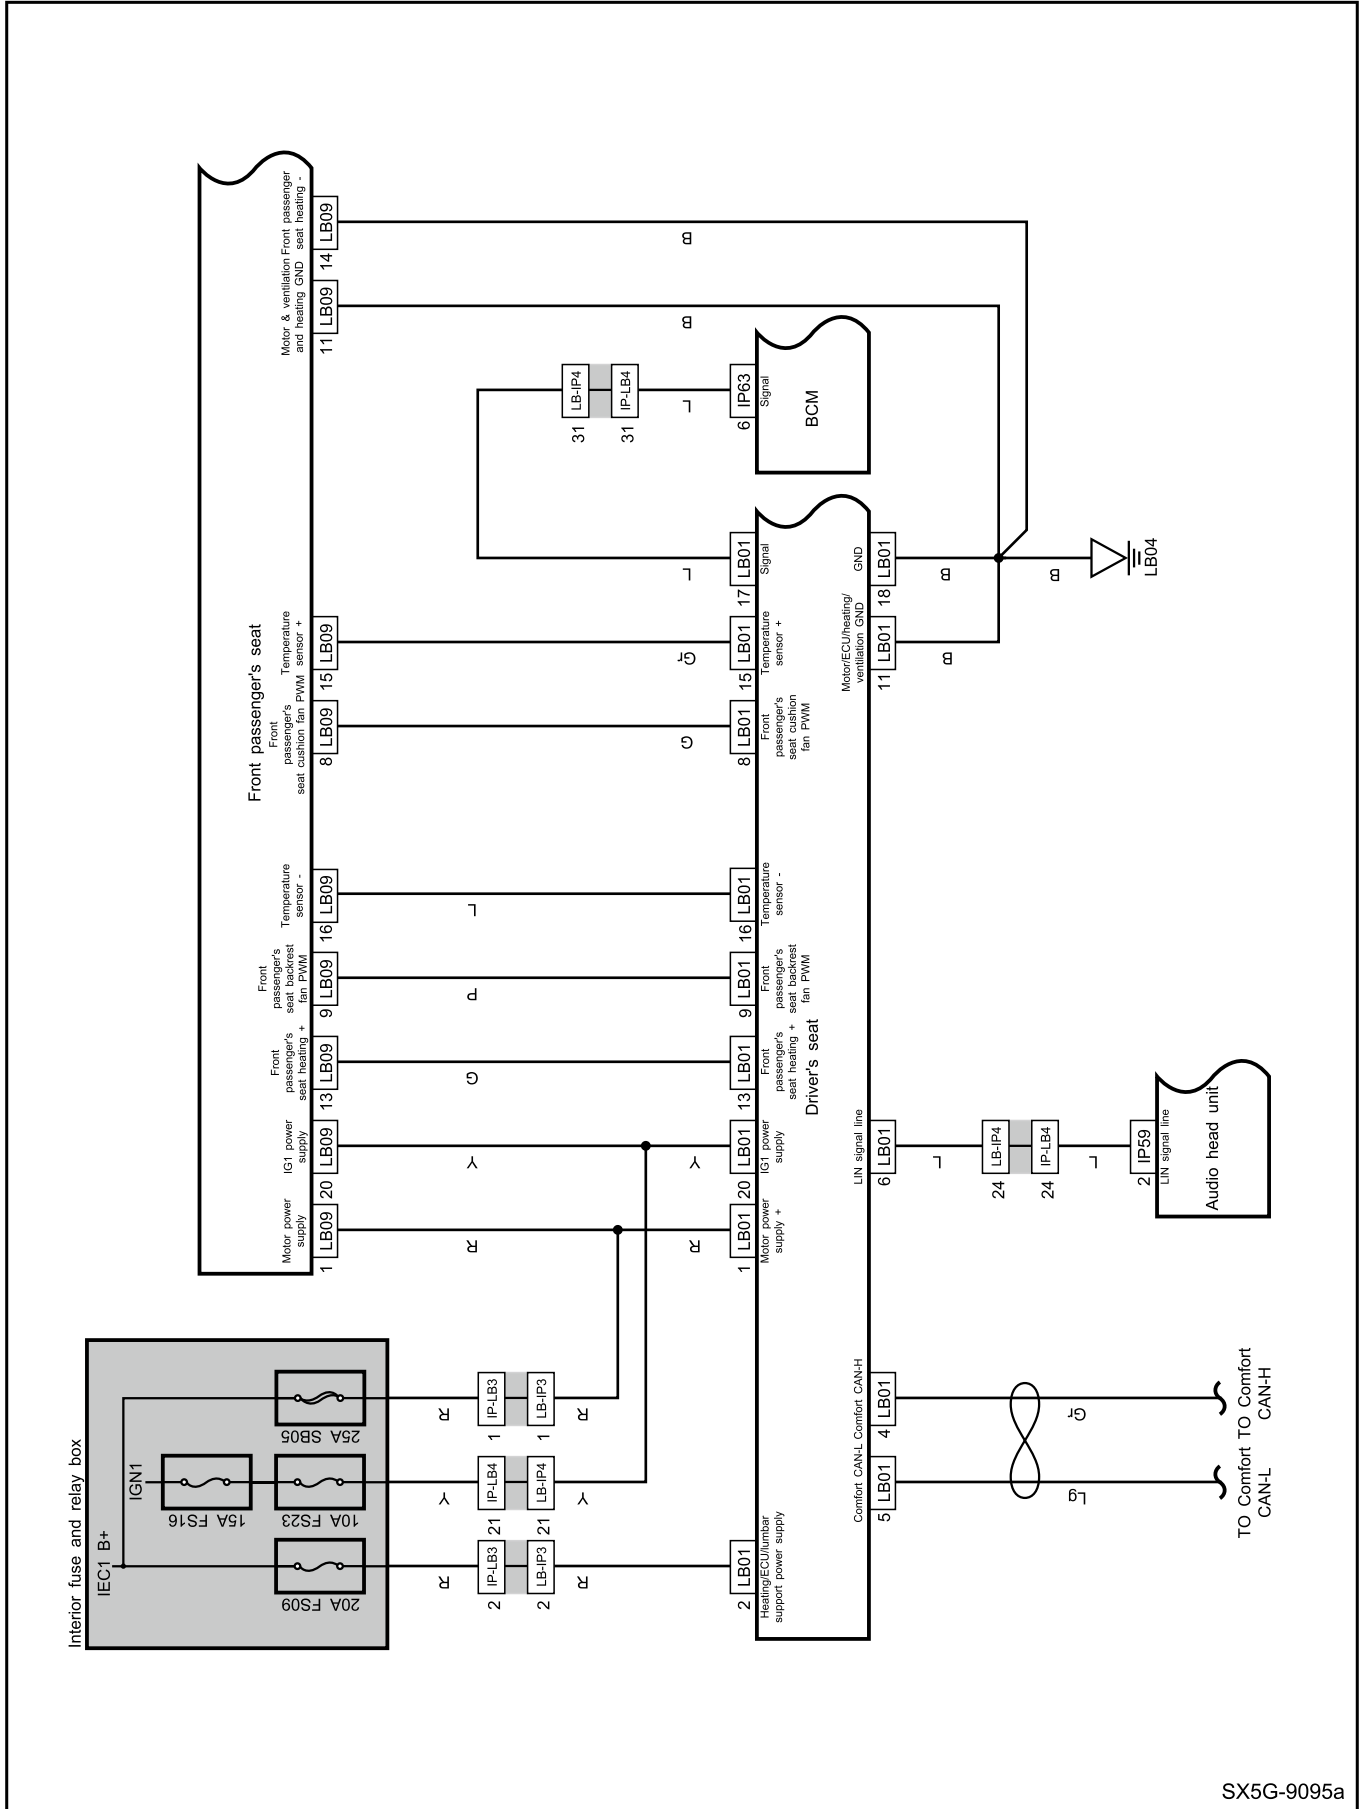 Interior fuse and relay box
IEC1 B+
IGN1
20A FS09
15A FS16
10A FS23
25A SB05
R
Y
R
2
IP-LB3
21
IP-LB4
1
IP-LB3
2
LB-IP3
21
LB-IP4
1
LB-IP3
R
Y
R
Front passenger's seat
Motor power
supply
IG1 power
supply
Front
passenger's
seat heating +
Front
passenger's
seat backrest
fan PWM
Temperature
sensor -
Front
passenger's
seat cushion fan PWM
Temperature
sensor +
Motor & ventilation
and heating GND
Front passenger
seat heating -
1
LB09
20
LB09
13
LB09
9
LB09
16
LB09
8
LB09
15
LB09
11
LB09
14
LB09
R
Y
G
P
L
G
Gr
B
B
R
Y
L
31
LB-IP4
31
IP-LB4
L
6
IP63
Signal
BCM
2
LB01
1
LB01
20
LB01
13
LB01
9
LB01
16
LB01
8
LB01
15
LB01
17
LB01
Heating/ECU/lumbar
support power supply
Motor power
supply +
IG1 power
supply
Front
passenger's
seat heating +
Front
passenger's
seat backrest
fan PWM
Temperature
sensor -
Front
passenger's
seat cushion
fan PWM
Temperature
sensor +
Signal
Driver's seat
Comfort CAN-L
Comfort CAN-H
LIN signal line
Motor/ECU/heating/
ventilation GND
GND
5
LB01
4
LB01
6
LB01
11
LB01
18
LB01
Lg
Gr
L
B
B
B
24
LB-IP4
24
IP-LB4
L
2
IP59
LIN signal line
Audio head unit
LB04
TO Comfort
CAN-L
TO Comfort
CAN-H
SX5G-9095a